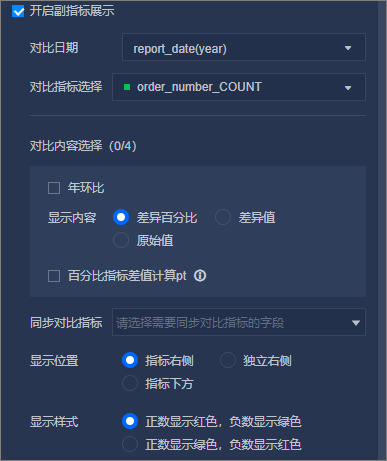 开启副指标展示
对比日期 report_date(year)
对比指标选择 order_number_COUNT
对比内容选择（0/4）
年环比
显示内容 差异百分比 差异值
原始值
百分比指标差值计算pt
同步对比指标 请选择需要同步对比指标的字段
显示位置 指标右侧 独立右侧
指标下方
显示样式 正数显示红色，负数显示绿色
正数显示绿色，负数显示红色